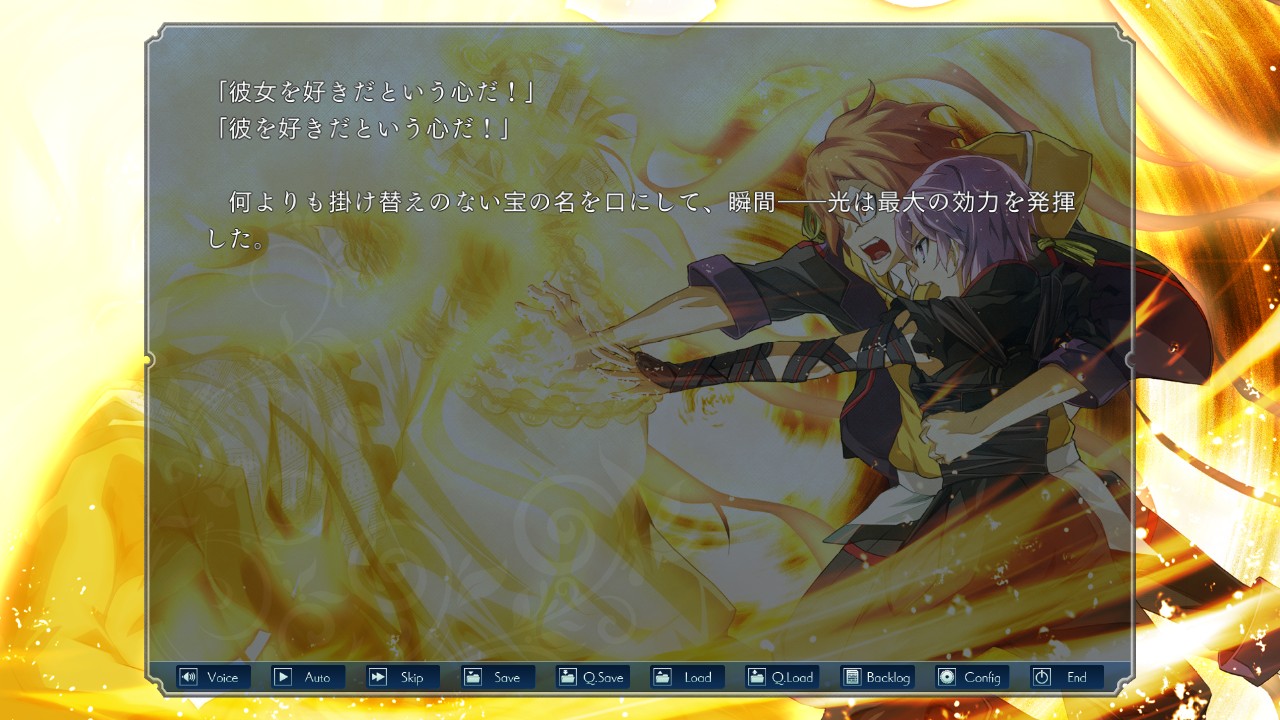 「彼女を好きだという心だ！」
「彼を好きだという心だ！」
何よりも掛け替えのない宝の名を口にして、瞬間――光は最大の効力を発揮
した。
Voice
Auto
Skip
Save
Q.Save
Load
Q.Load
Backlog
Config
End